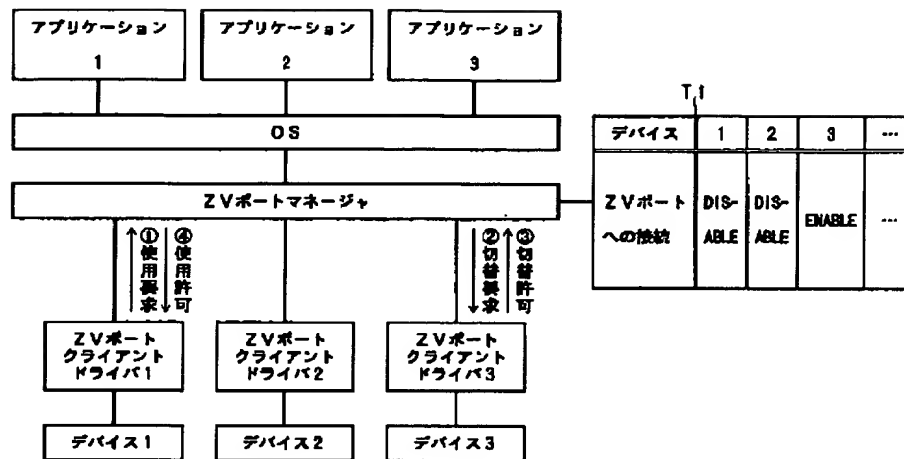 アプリケーション
1
アプリケーション
2
アプリケーション
3
OS
T1
デバイス 1 2 3 …
ZVポートマネージャ
ZVポート
への接続
DIS-
ABLE
DIS-
ABLE
ENABLE
…
①使用要求
④使用許可
②切替要求
③切替許可
ZVポート
クライアント
ドライバ1
ZVポート
クライアント
ドライバ2
ZVポート
クライアント
ドライバ3
デバイス1
デバイス2
デバイス3